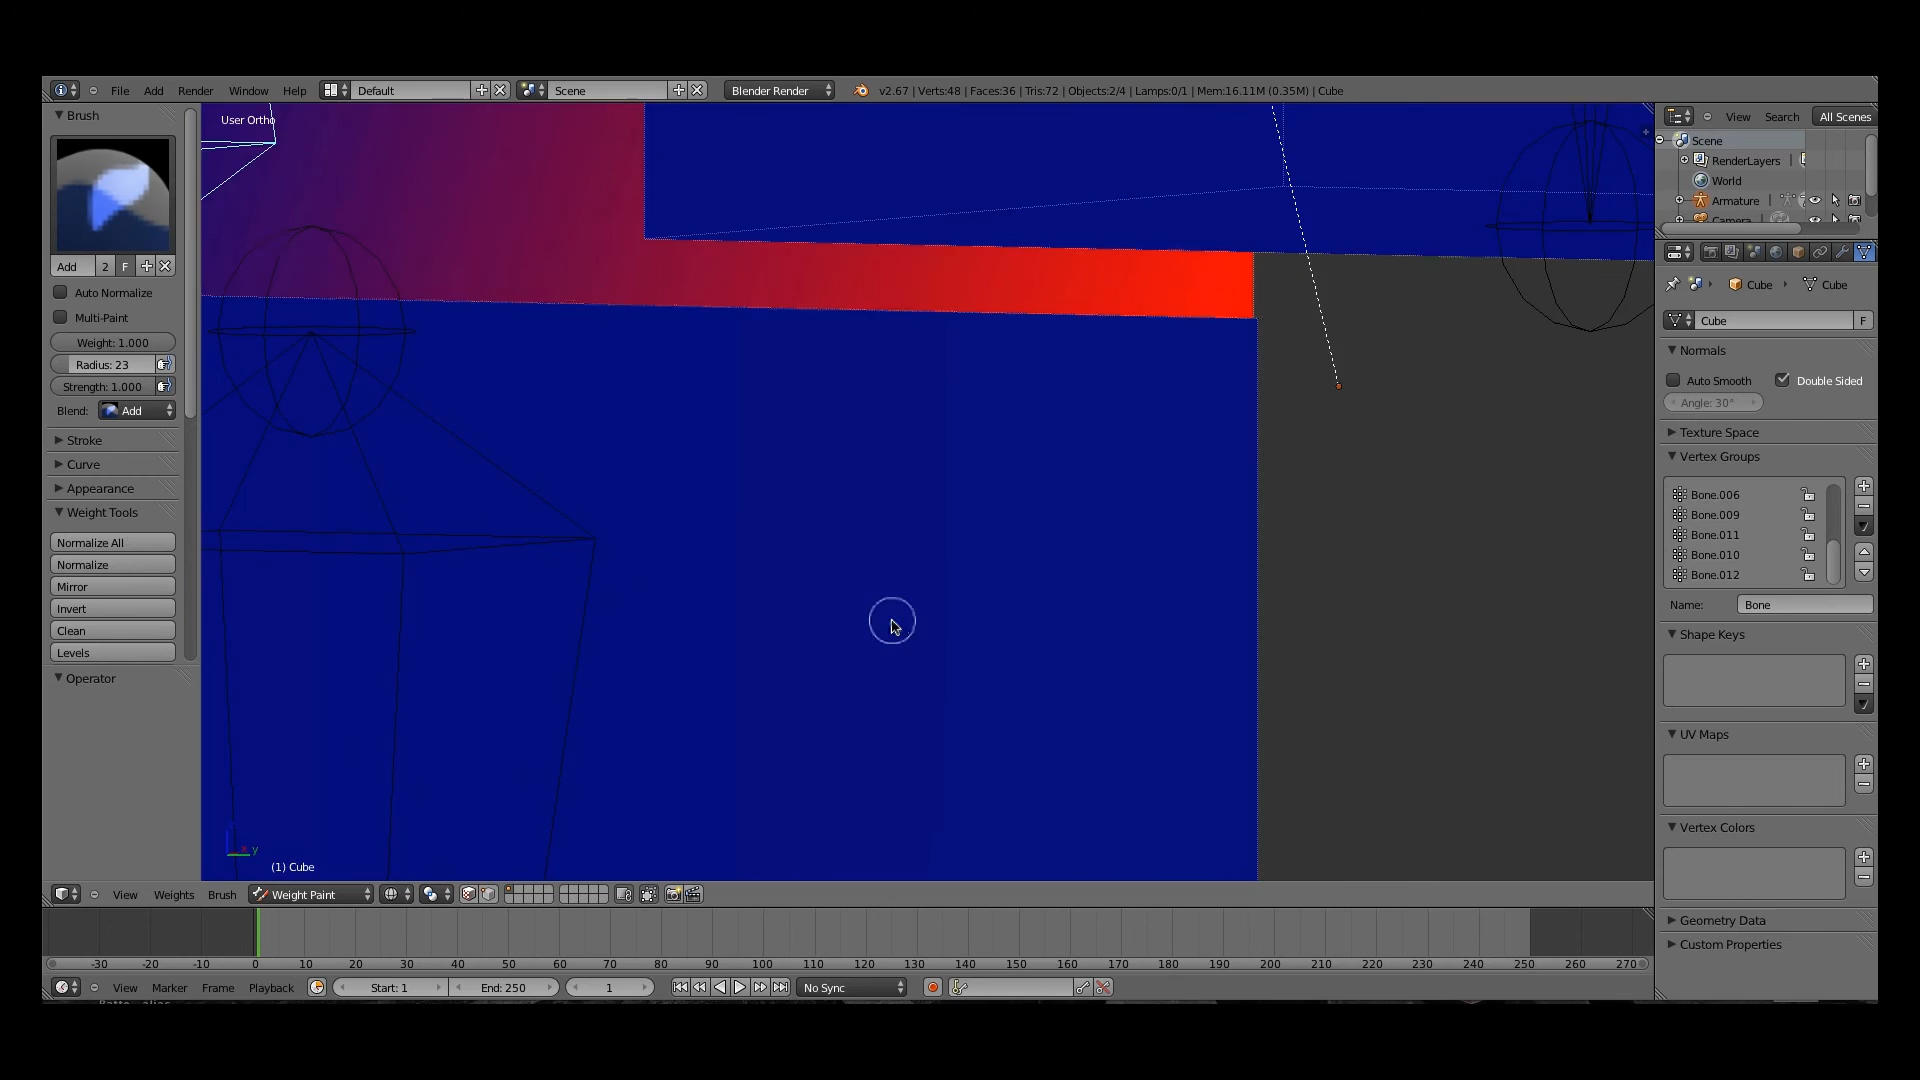 File Add Render Window Help Default Scene Blender Render v2.67 | Verts:48 | Faces:36 | Tris:72 | Objects:2/4 | Lamps:0/1 | Mem:16.11M (0.35M) | Cube
Brush
Add 2 F
Auto Normalize
Multi-Paint
Weight: 1.000
Radius: 23
Strength: 1.000
Blend: Add
Stroke
Curve
Appearance
Weight Tools
Normalize All
Normalize
Mirror
Invert
Clean
Levels
Operator
User Ortho
x y
(1) Cube
View Weights Brush Weight Paint
View Search All Scenes
Scene
RenderLayers
World
Armature
Camera
Cube Cube
Cube F
Normals
Auto Smooth Double Sided
Angle: 30°
Texture Space
Vertex Groups
Bone.006
Bone.009
Bone.011
Bone.010
Bone.012
Name: Bone
Shape Keys
UV Maps
Vertex Colors
Geometry Data
Custom Properties
-30 -20 -10 0 10 20 30 40 50 60 70 80 90 100 110 120 130 140 150 160 170 180 190 200 210 220 230 240 250 260 270
View Marker Frame Playback Start: 1 End: 250 1 No Sync